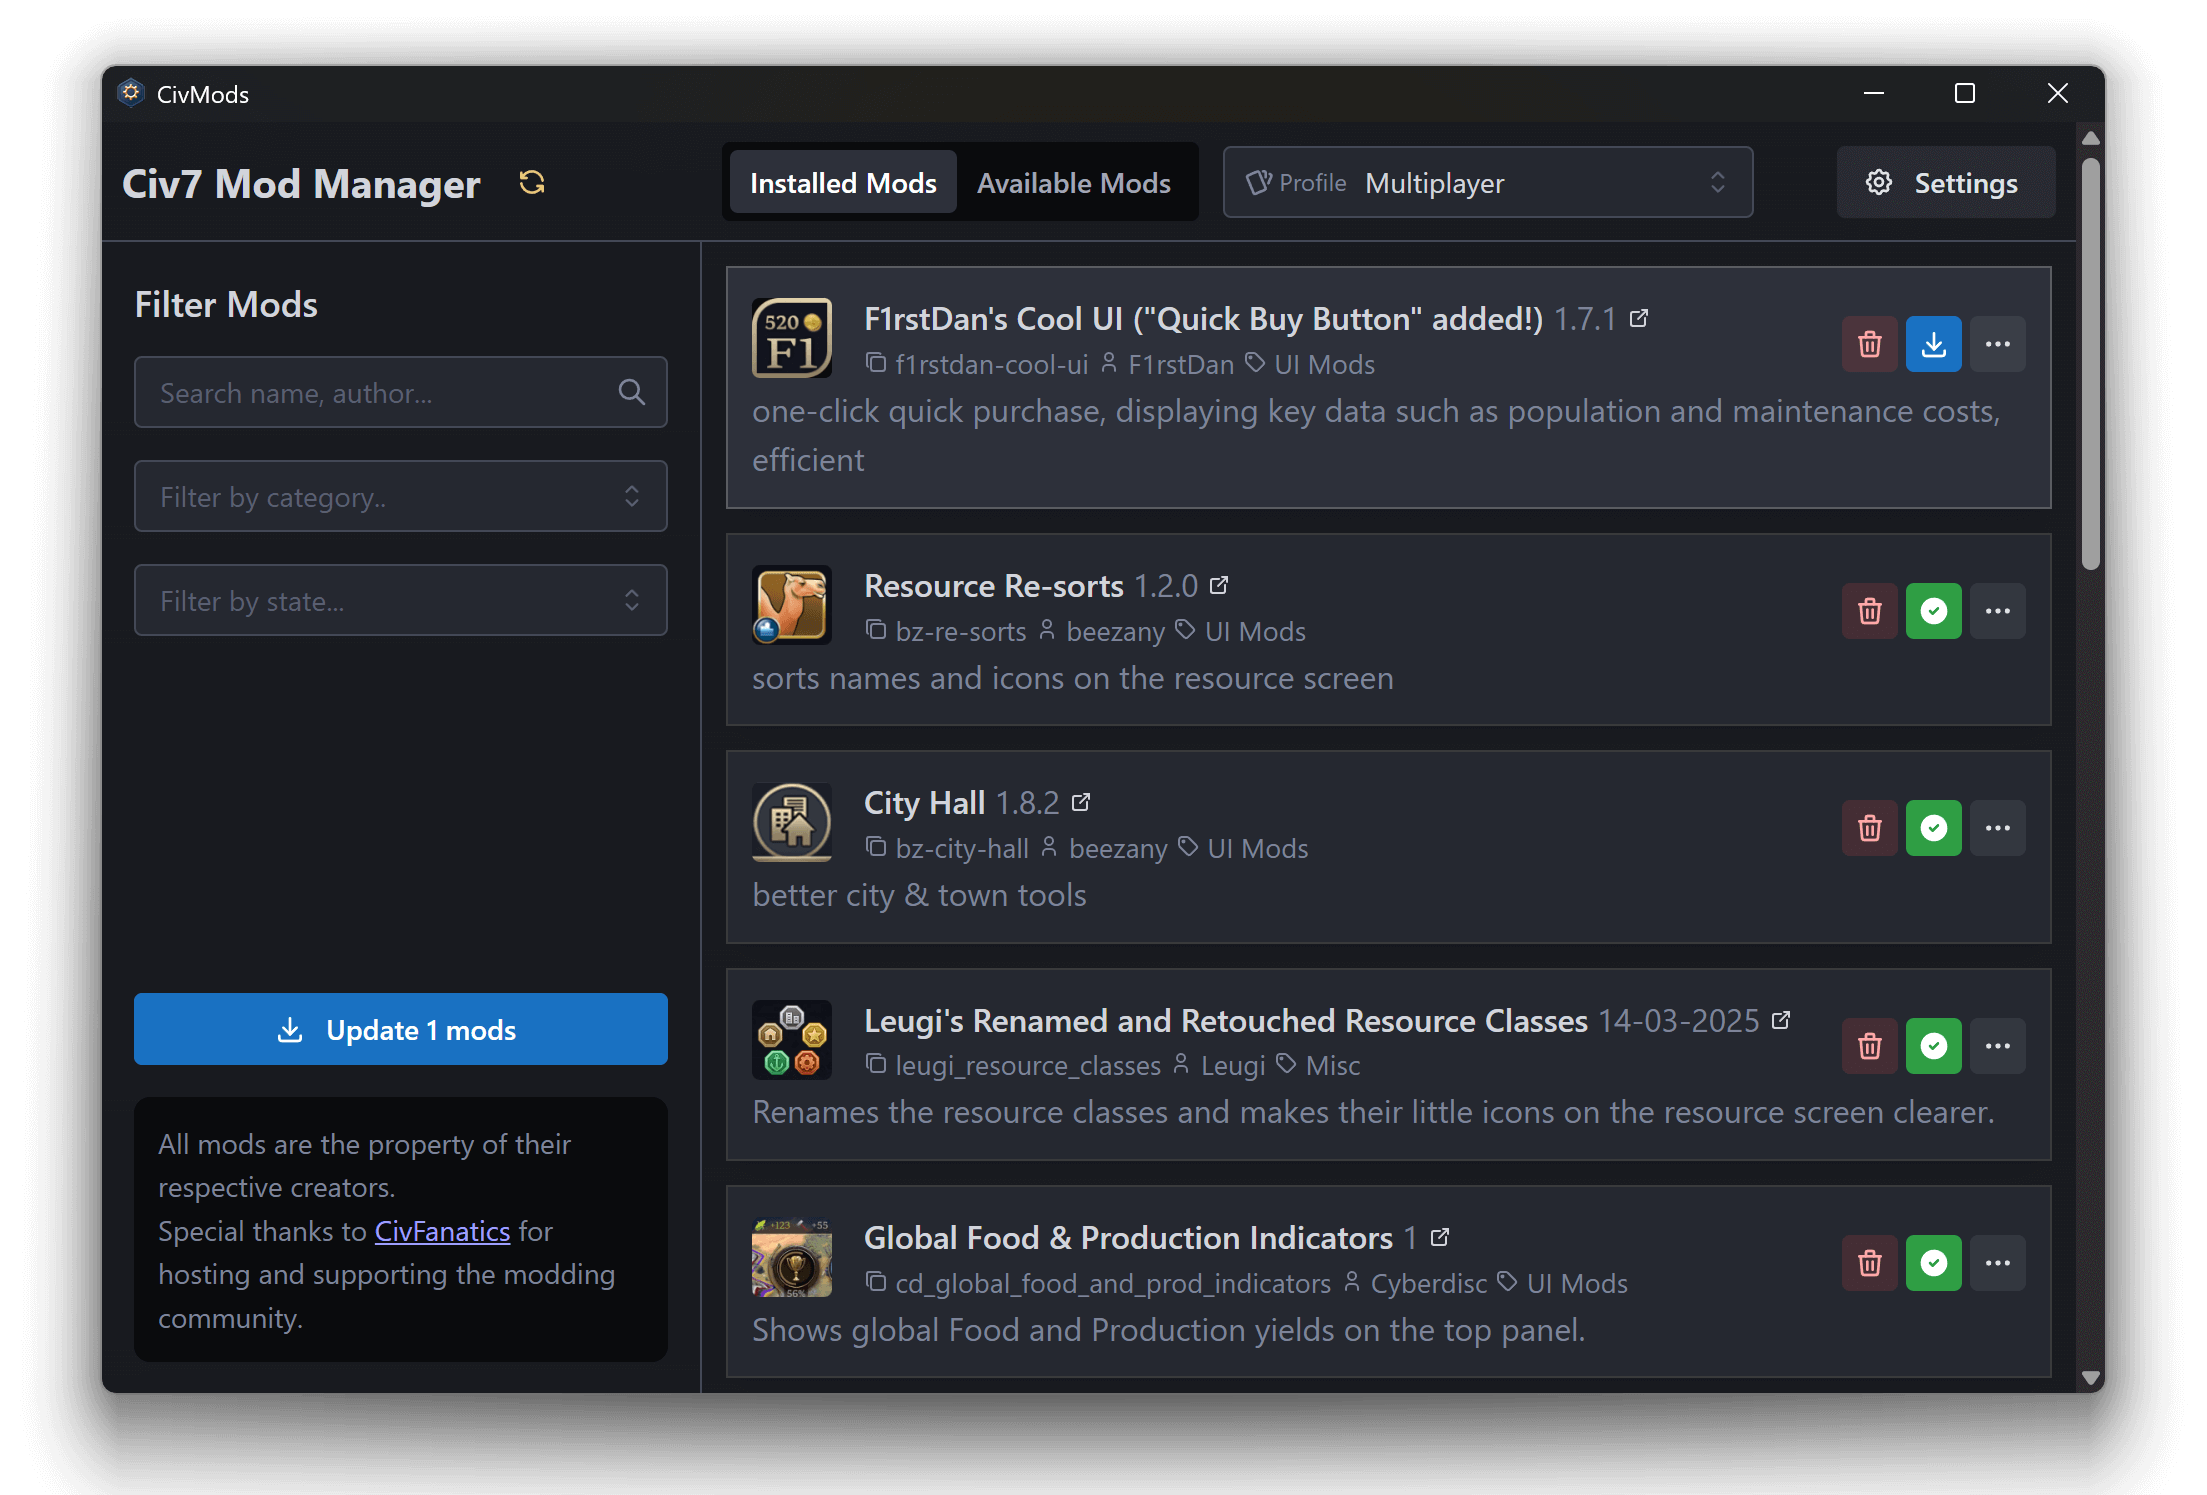 CivMods
Civ7 Mod Manager
Installed Mods
Available Mods
Profile Multiplayer
Settings
Filter Mods
Search name, author...
Filter by category..
Filter by state...
Update 1 mods
All mods are the property of their
respective creators.
Special thanks to CivFanatics for
hosting and supporting the modding
community.
520
F1
F1rstDan's Cool UI ("Quick Buy Button" added!) 1.7.1
f1rstdan-cool-ui F1rstDan UI Mods
one-click quick purchase, displaying key data such as population and maintenance costs,
efficient
Resource Re-sorts 1.2.0
bz-re-sorts beezany UI Mods
sorts names and icons on the resource screen
City Hall 1.8.2
bz-city-hall beezany UI Mods
better city & town tools
Leugi's Renamed and Retouched Resource Classes 14-03-2025
leugi_resource_classes Leugi Misc
Renames the resource classes and makes their little icons on the resource screen clearer.
+123 +55
56%
Global Food & Production Indicators 1
cd_global_food_and_prod_indicators Cyberdisc UI Mods
Shows global Food and Production yields on the top panel.